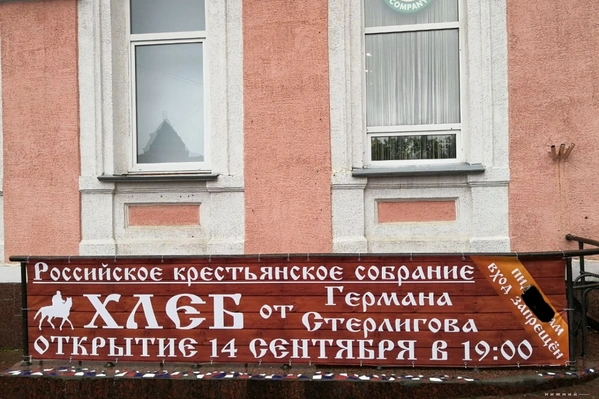 COMPANY
Российское крестьянское собрание
ХЛЕБ от Германа
Стерлигова
ОТКРЫТИЕ 14 СЕНТЯБРЯ В 19:00
ВХОД ЗАПРЕЩЁН